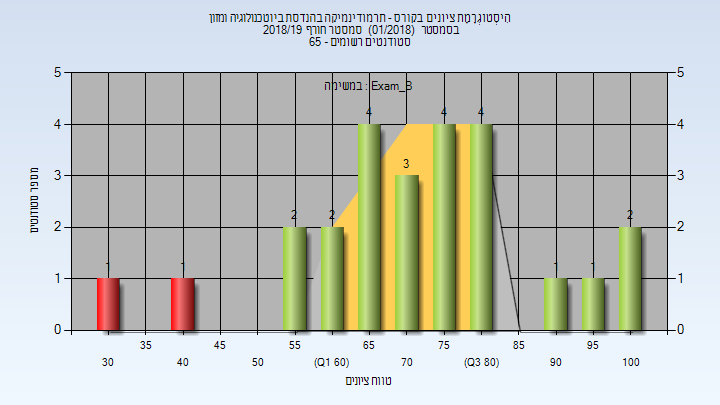 הִיסטוגְרָמַת ציונים בקורס - תרמודינמיקה בהנדסת ביוטכנולוגיה ומזון
בסמסטר (01/2018) סמסטר חורף 2018/19
סטודנטים רשומים - 65
במשימה : Exam_B
5 5
4 4
3 3
2 2
1 1
0 0
מספר סטודנטים
1 1 2 2 4 3 4 4 1 1 2
35 45 55 65 75 85 95
30 40 50 (Q1 60) 70 (Q3 80) 90 100
טווח ציונים